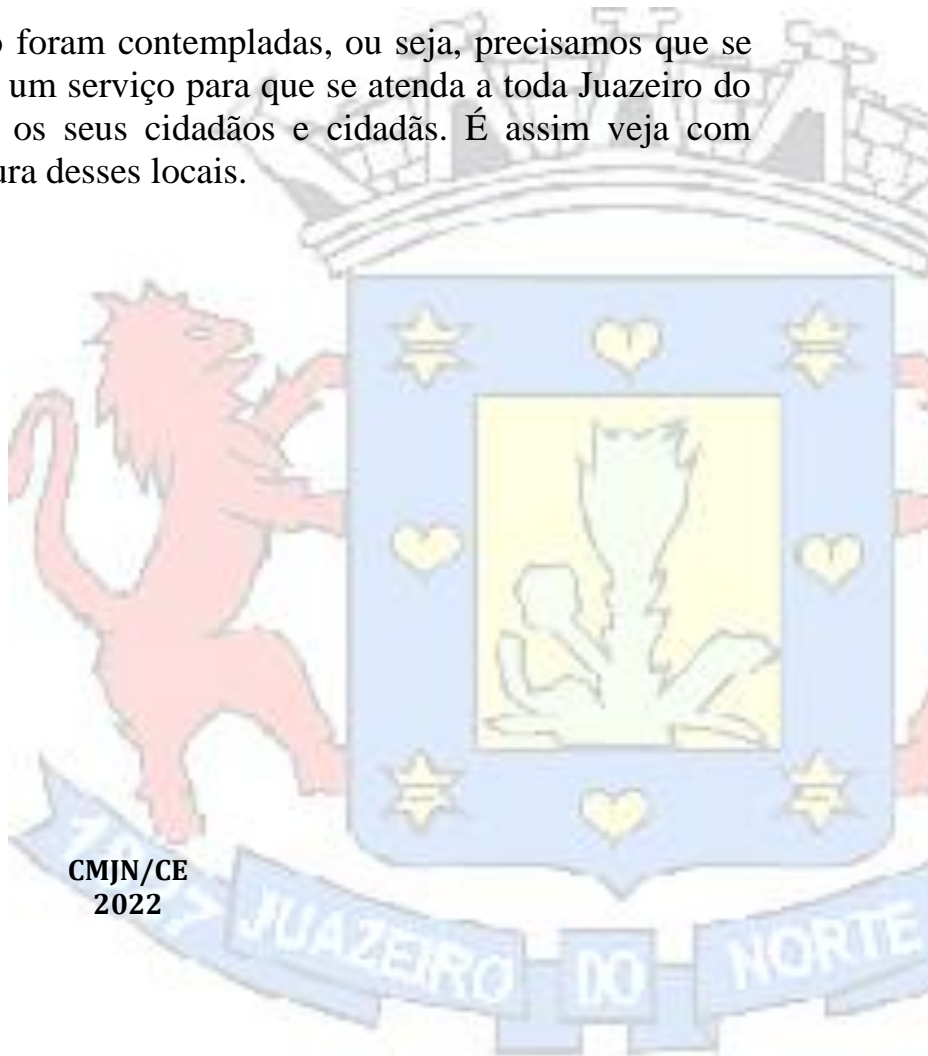 o foram contempladas, ou seja, precisamos que se
um serviço para que se atenda a toda Juazeiro do
os seus cidadãos e cidadãs. É assim veja com
ura desses locais.
CMJN/CE
2022
JUAZEIRO DO NORTE